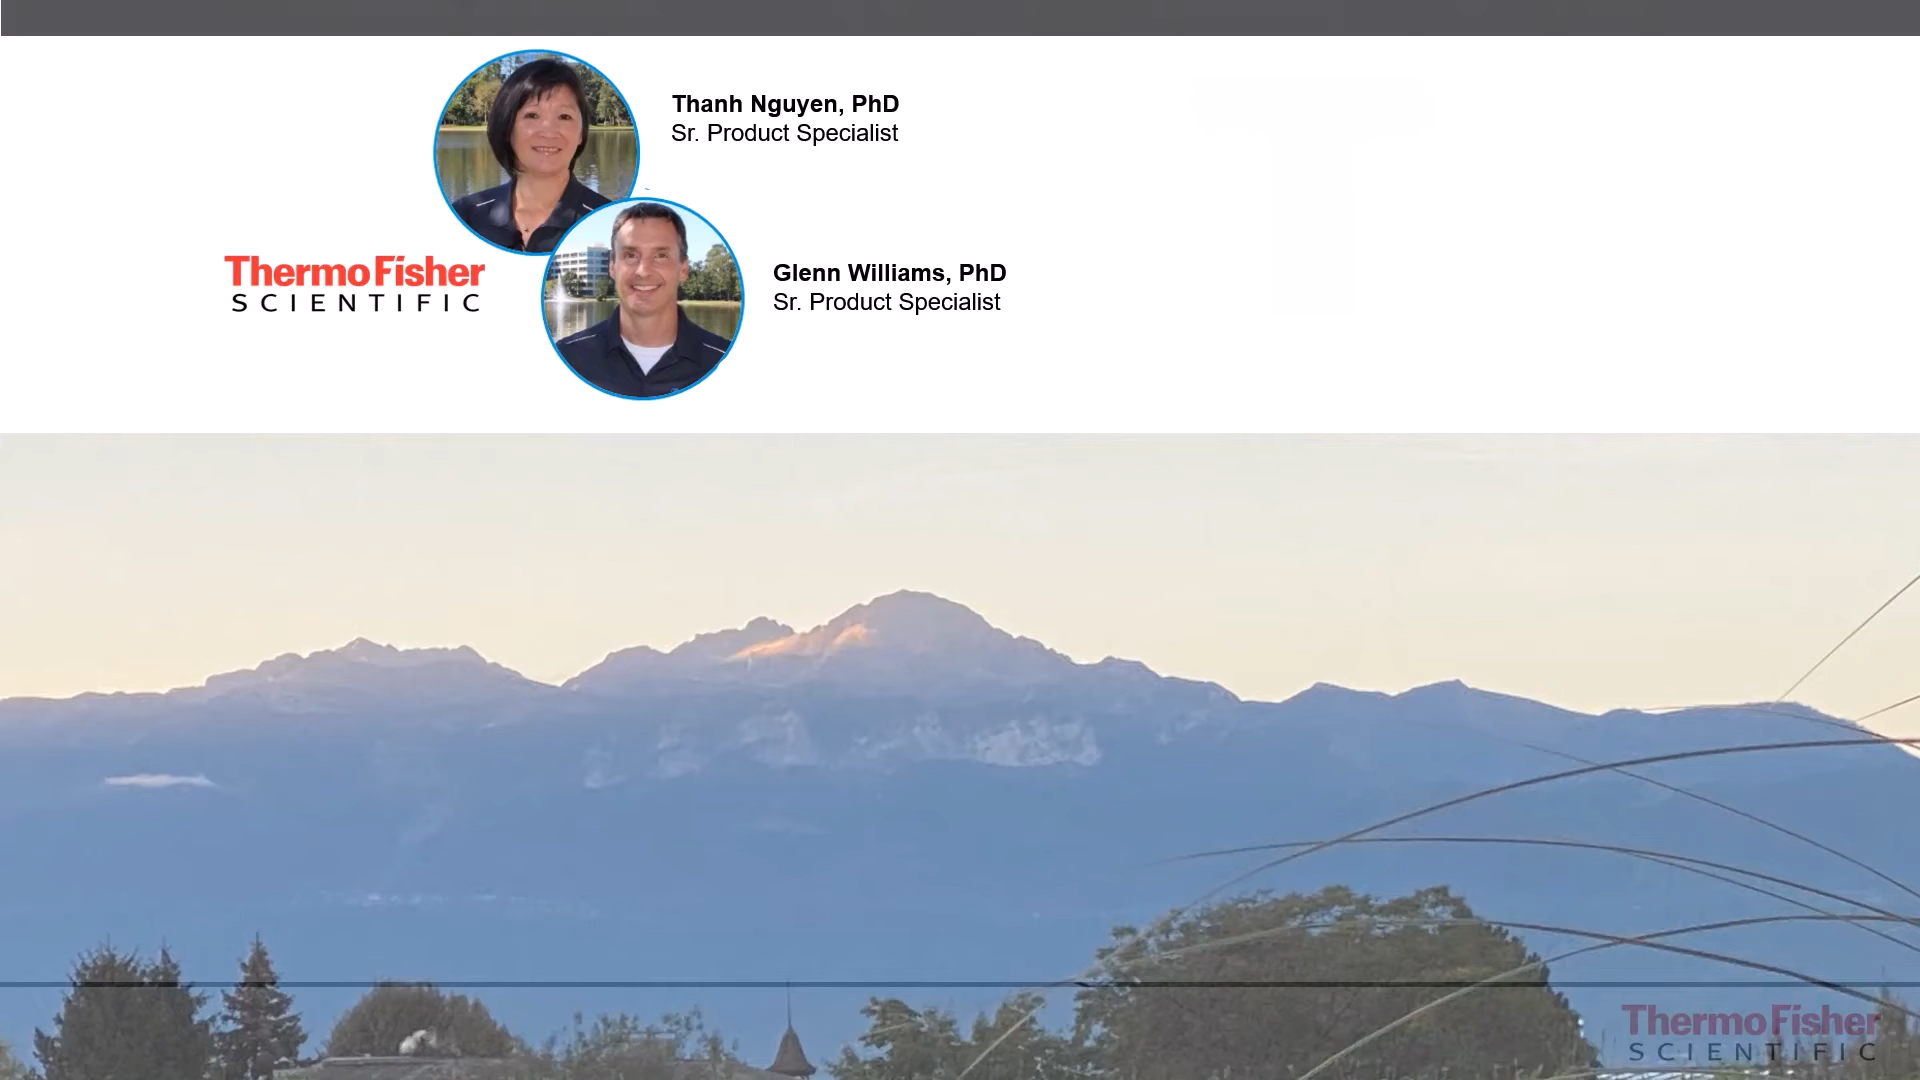 Thanh Nguyen, PhD
Sr. Product Specialist
ThermoFisher
SCIENTIFIC
Glenn Williams, PhD
Sr. Product Specialist
ThermoFisher
SCIENTIFIC